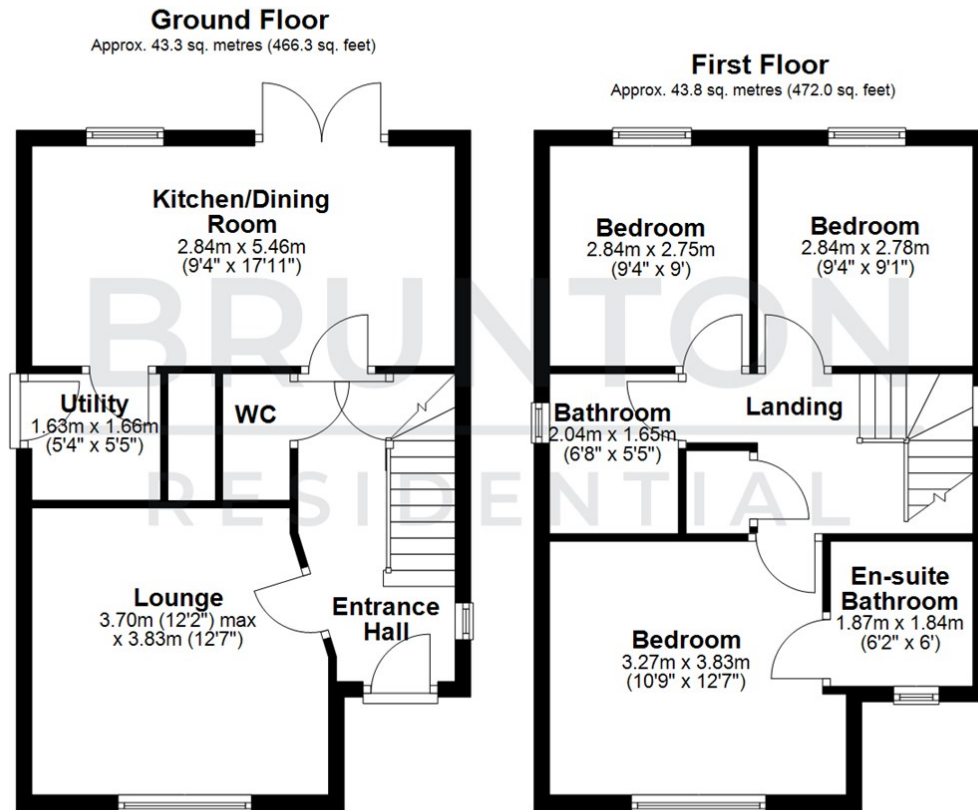 Ground Floor
Approx. 43.3 sq. metres (466.3 sq. feet)
Kitchen/Dining
Room
2.84m x 5.46m
(9'4" x 17'11")
Utility
1.63m x 1.66m
(5'4" x 5'5")
WC
Lounge
3.70m (12'2") max
x 3.83m (12'7")
Entrance
Hall
First Floor
Approx. 43.8 sq. metres (472.0 sq. feet)
Bedroom
2.84m x 2.75m
(9'4" x 9')
Bedroom
2.84m x 2.78m
(9'4" x 9'1")
Bathroom
2.04m x 1.65m
(6'8" x 5'5")
Landing
Bedroom
3.27m x 3.83m
(10'9" x 12'7")
En-suite
Bathroom
1.87m x 1.84m
(6'2" x 6')
BRUNTON
RESIDENTIAL